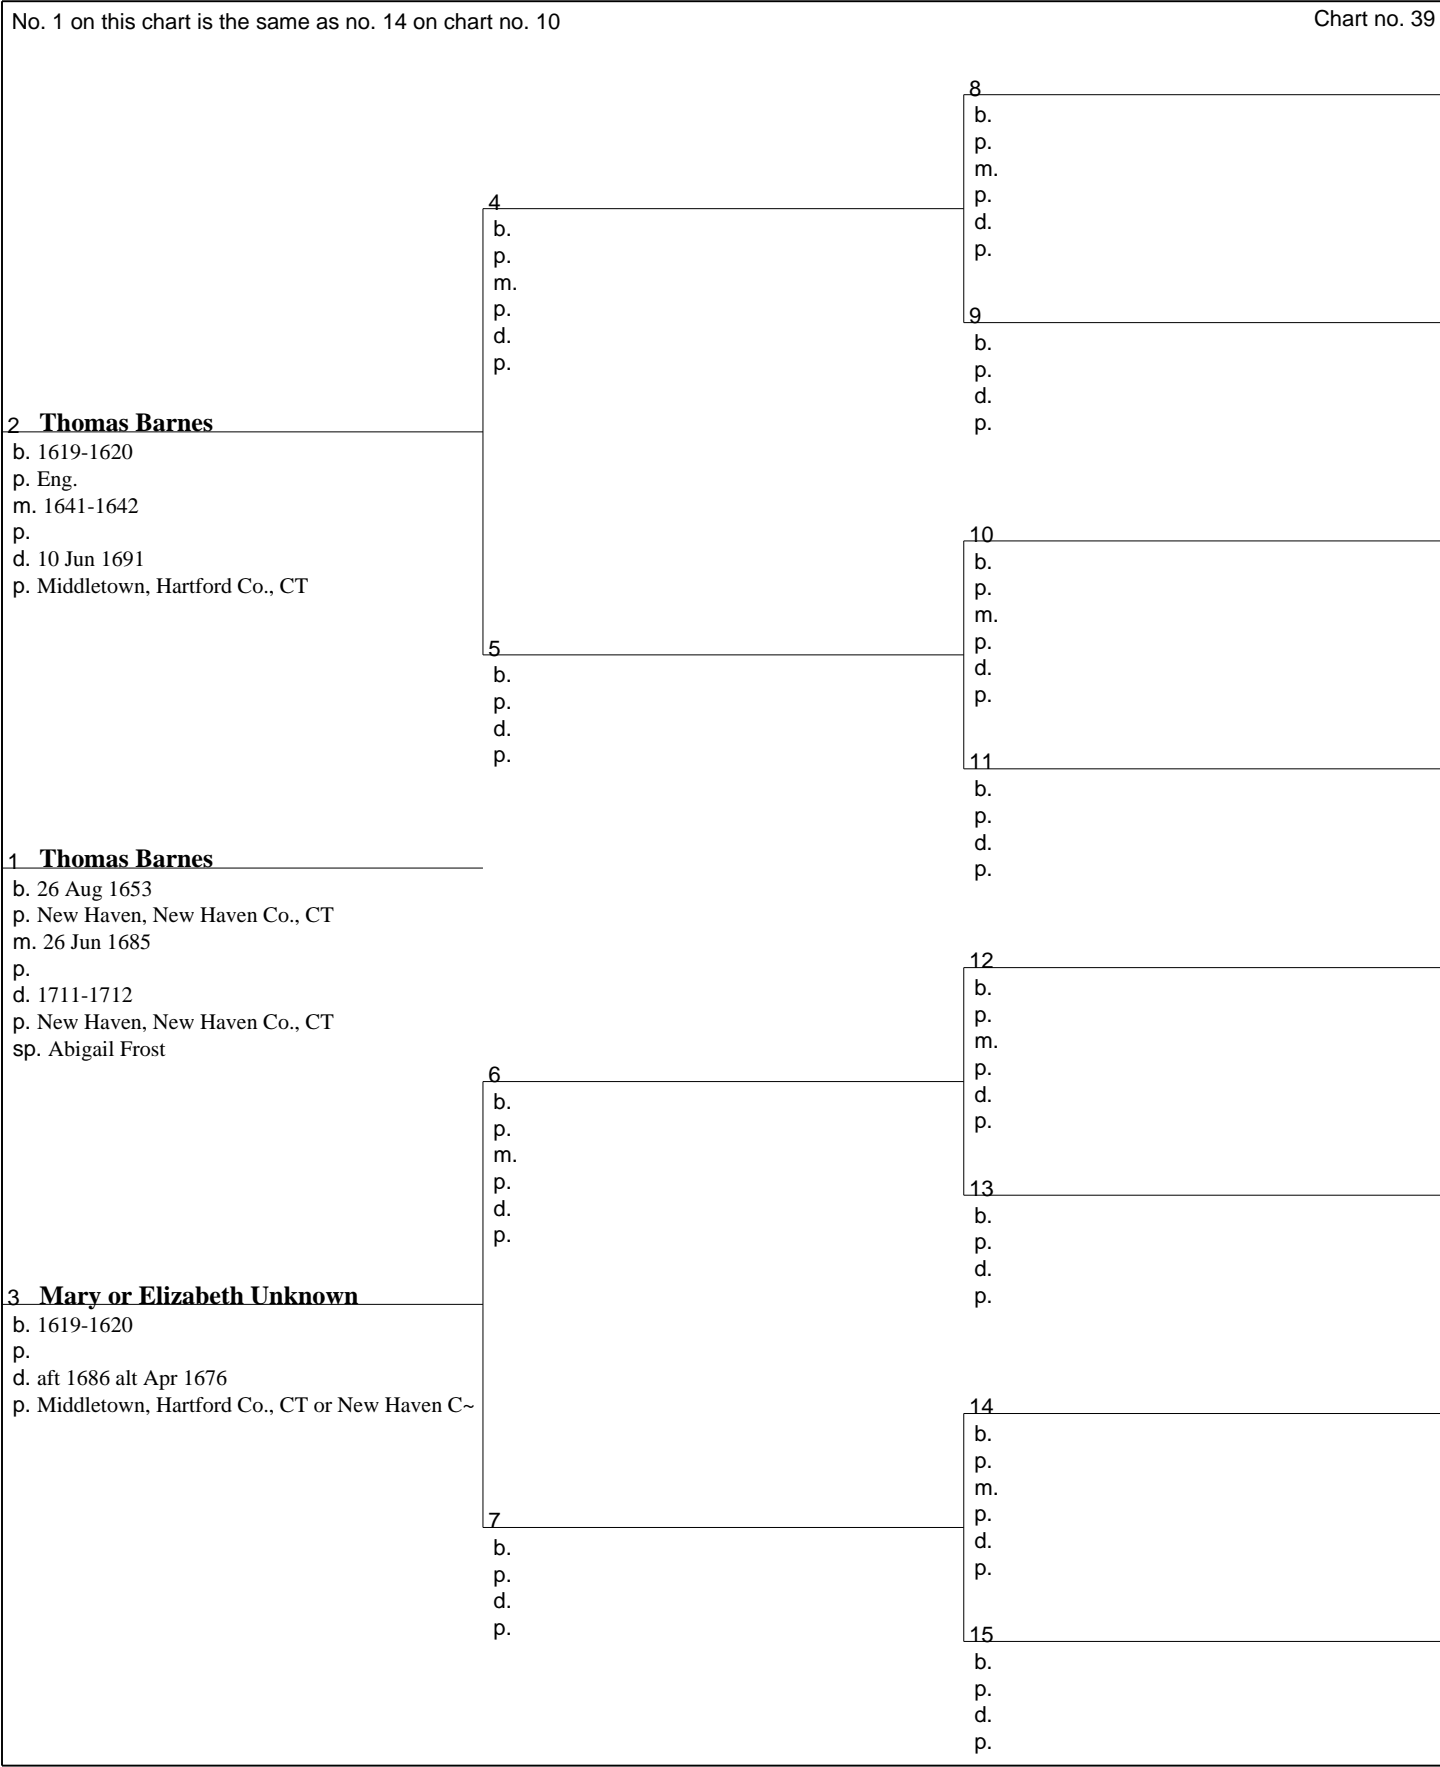 No. 1 on this chart is the same as no. 14 on chart no. 10
Chart no. 39
8
b.
p.
m.
p.
d.
p.
4
b.
p.
m.
p.
d.
p.
9
b.
p.
d.
p.
2 Thomas Barnes
b. 1619-1620
p. Eng.
m. 1641-1642
p.
d. 10 Jun 1691
p. Middletown, Hartford Co., CT
10
b.
p.
m.
p.
d.
p.
5
b.
p.
d.
p.
11
b.
p.
d.
p.
1 Thomas Barnes
b. 26 Aug 1653
p. New Haven, New Haven Co., CT
m. 26 Jun 1685
p.
d. 1711-1712
p. New Haven, New Haven Co., CT
sp. Abigail Frost
12
b.
p.
m.
p.
d.
p.
6
b.
p.
m.
p.
d.
p.
13
b.
p.
d.
p.
3 Mary or Elizabeth Unknown
b. 1619-1620
p.
d. aft 1686 alt Apr 1676
p. Middletown, Hartford Co., CT or New Haven C~
14
b.
p.
m.
p.
d.
p.
7
b.
p.
d.
p.
15
b.
p.
d.
p.